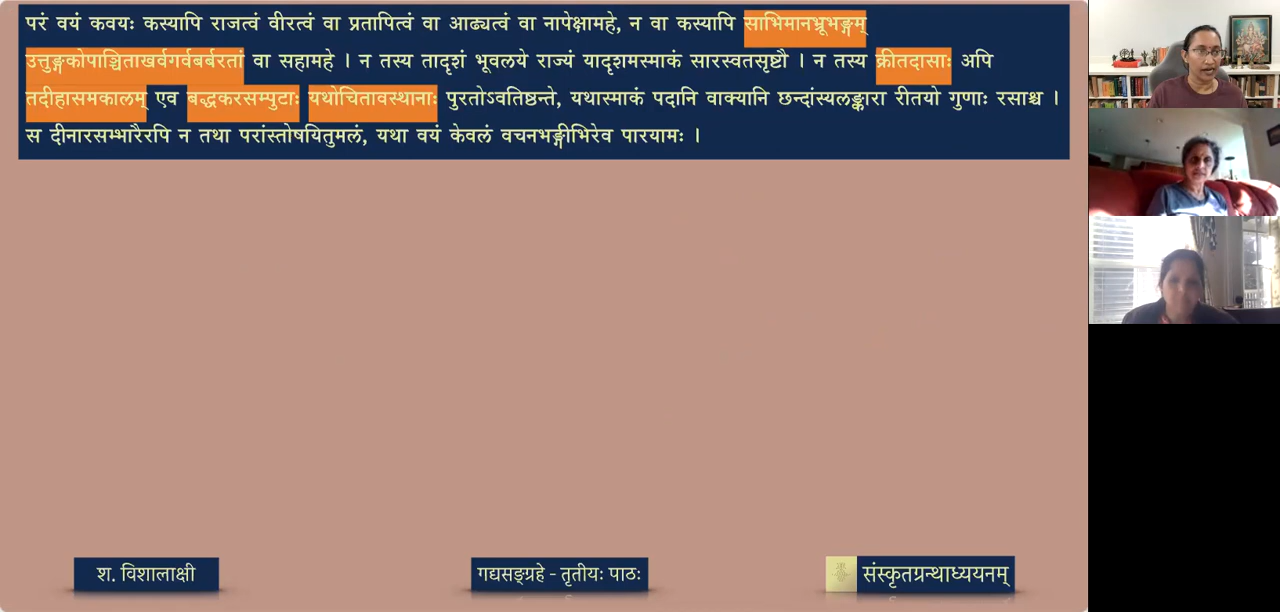 परं वयं कवयः कस्यापि राजत्वं वीरत्वं वा प्रतापित्वं वा आढ्यत्वं वा नापेक्षामहे, न वा कस्यापि साभिमानभ्रूभङ्गम्
उत्तुङ्गकोपाञ्चिताखर्वगर्वबर्बरतां वा सहामहे । न तस्य तादृशं भूवलये राज्यं यादृशमस्माकं सारस्वतसृष्टौ । न तस्य क्रीतदासाः अपि
तदीहासमकालम् एव बद्धकरसम्पुटाः यथोचितावस्थानाः पुरतोऽवतिष्ठन्ते, यथास्माकं पदानि वाक्यानि छन्दांस्यलङ्कारा रीतयो गुणाः रसाश्च ।
स दीनारसम्भारैरपि न तथा परांस्तोषयितुमलं, यथा वयं केवलं वचनभङ्गीभिरेव पारयामः ।
श. विशालाक्षी
गद्यसङ्ग्रहे - तृतीयः पाठः
संस्कृतग्रन्थाध्ययनम्